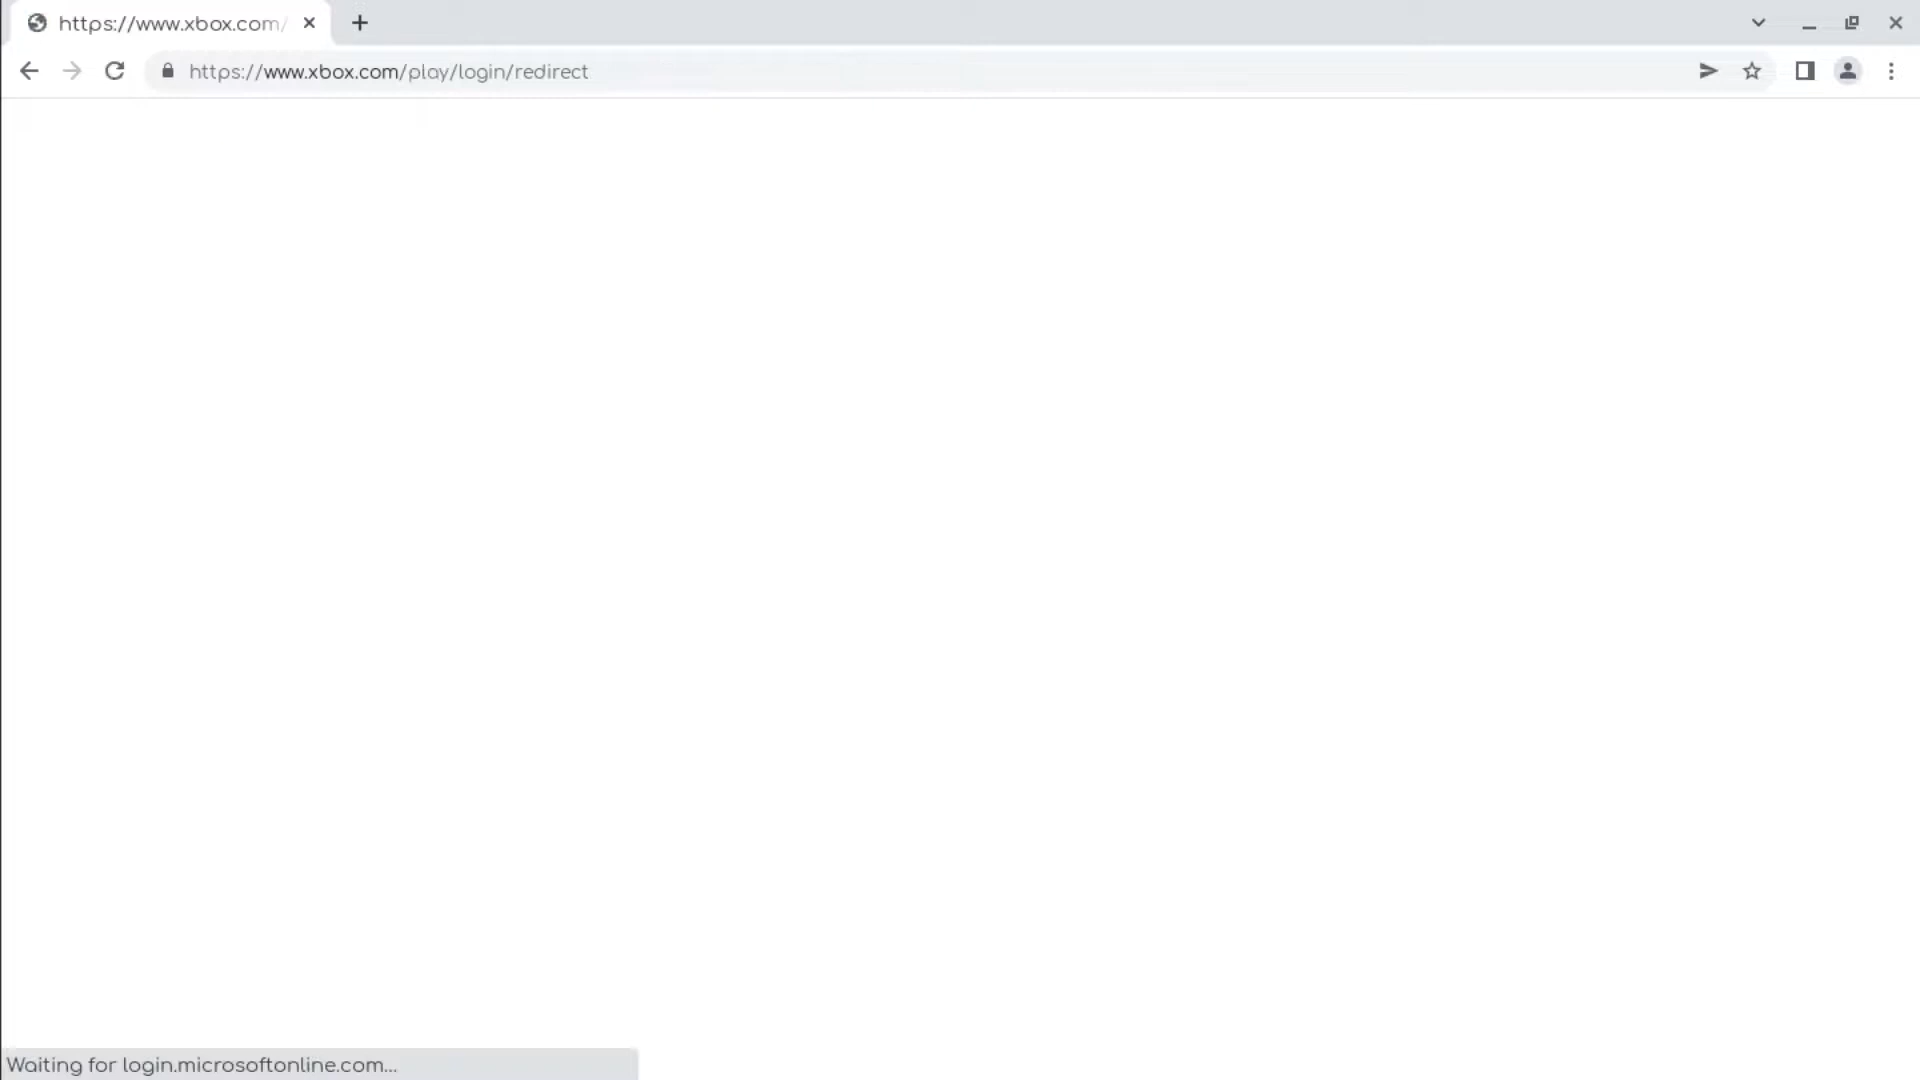 https://www.xbox.com/
https://www.xbox.com/play/login/redirect
Waiting for login.microsoftonline.com...